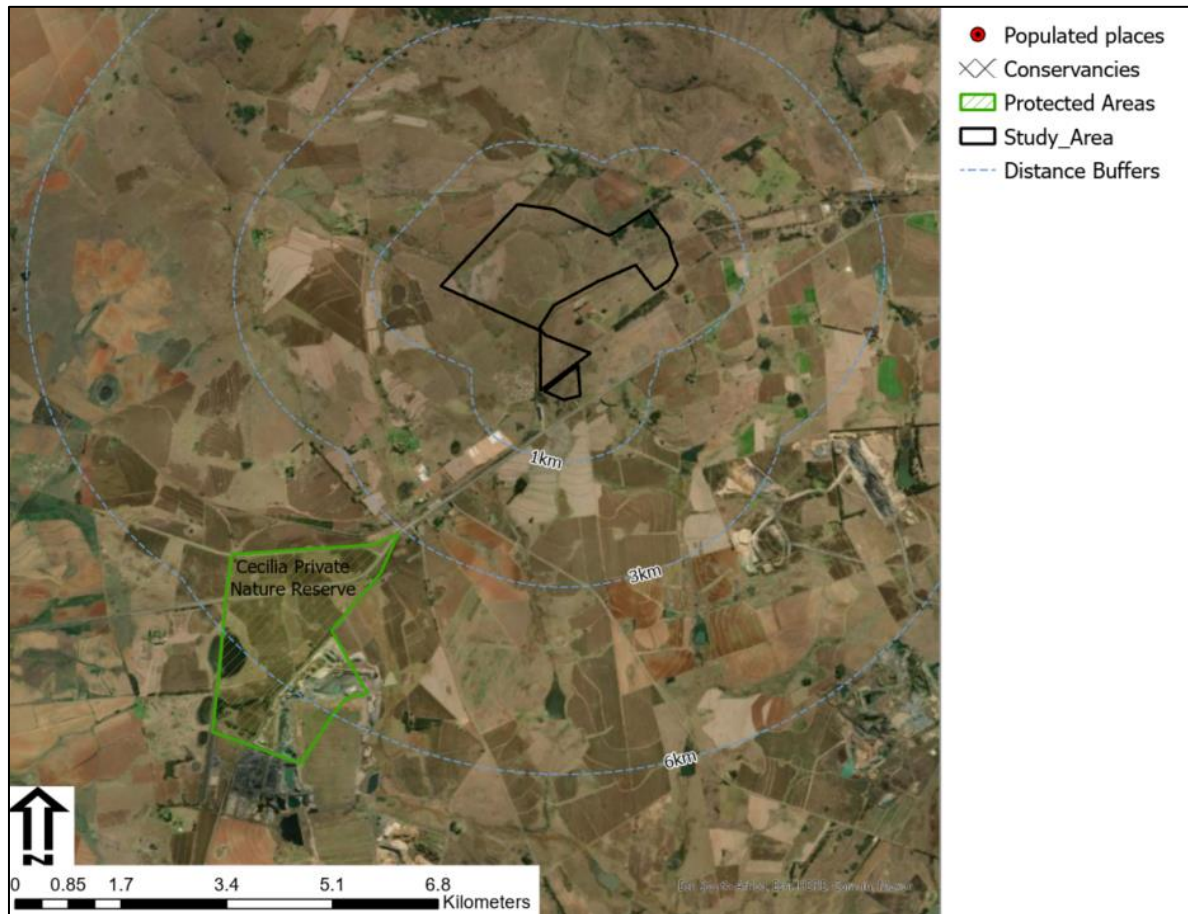 Populated places
Conservancies
Protected Areas
Study_Area
Distance Buffers
1km
3km
Cecilia Private
Nature Reserve
6km
N
0 0.85 1.7 3.4 5.1 6.8
Kilometers